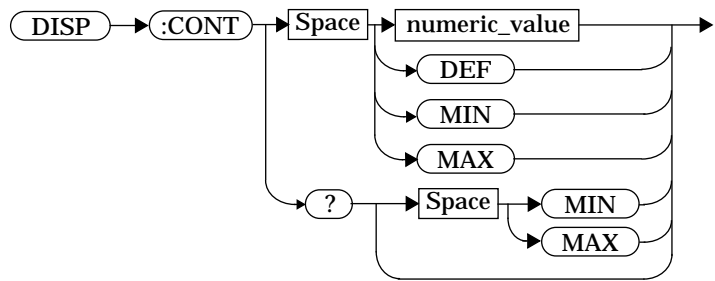 DISP :CONT Space numeric_value
DEF
MIN
MAX
? Space MIN
MAX